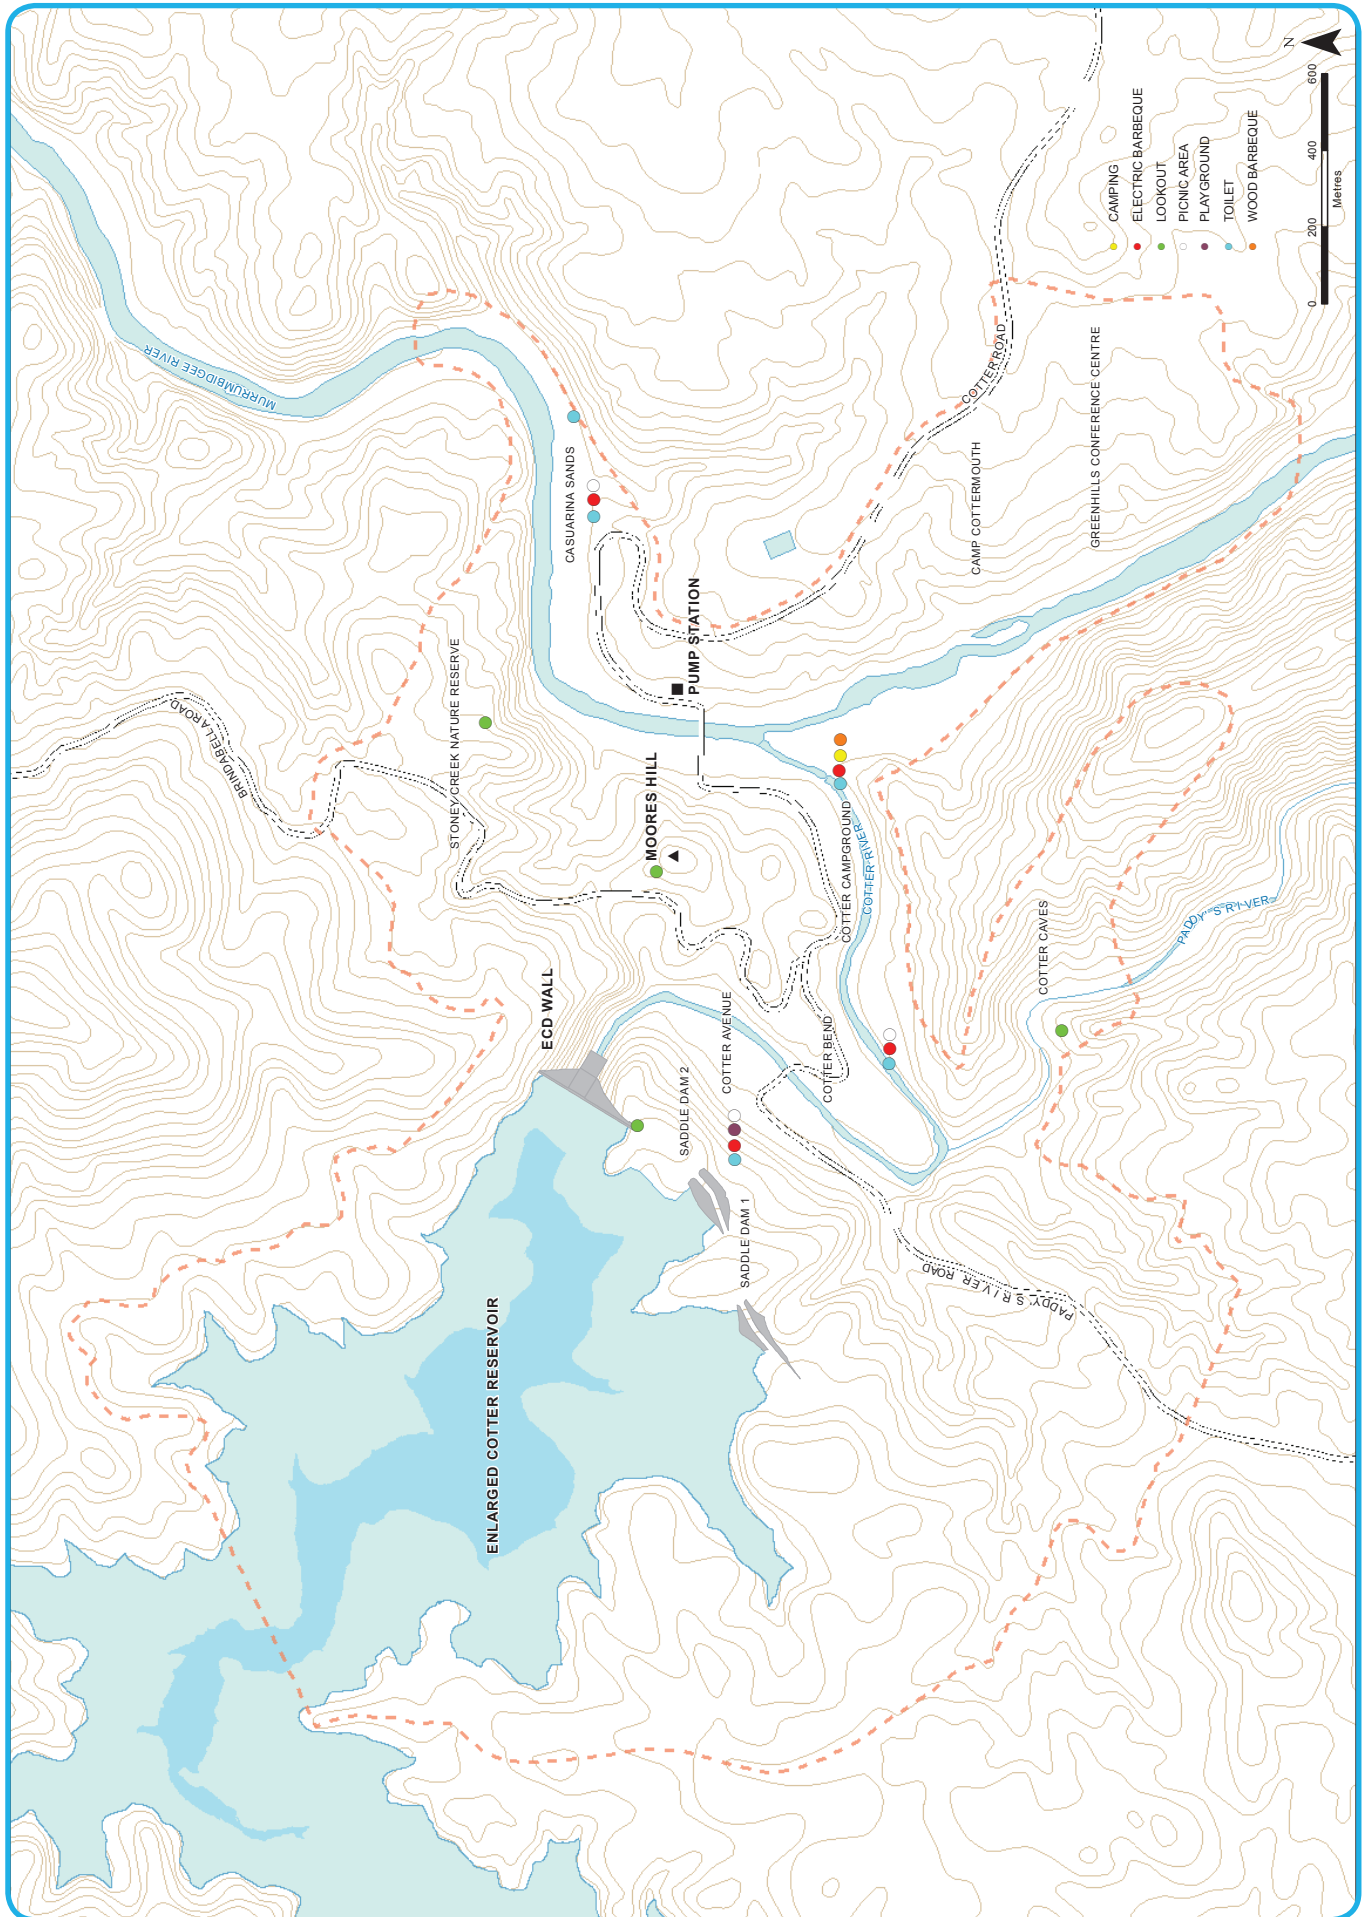 MURRUMBIDGEE RIVER
BRINDABELLA ROAD
STONEY CREEK NATURE RESERVE
CASUARINA SANDS
ECD WALL
MOORES HILL
PUMP STATION
ENLARGED COTTER RESERVOIR
SADDLE DAM 2
COTTER AVENUE
SADDLE DAM 1
COTTER BEND
COTTER CAMPGROUND
COTTER RIVER
COTTER ROAD
CAMP COTTERMOUTH
GREENHILLS CONFERENCE CENTRE
COTTER CAVES
PADDY'S RIVER
PADDY'S RIVER ROAD
CAMPING
ELECTRIC BARBEQUE
LOOKOUT
PICNIC AREA
PLAYGROUND
TOILET
WOOD BARBEQUE
0 200 400 600
Metres
N